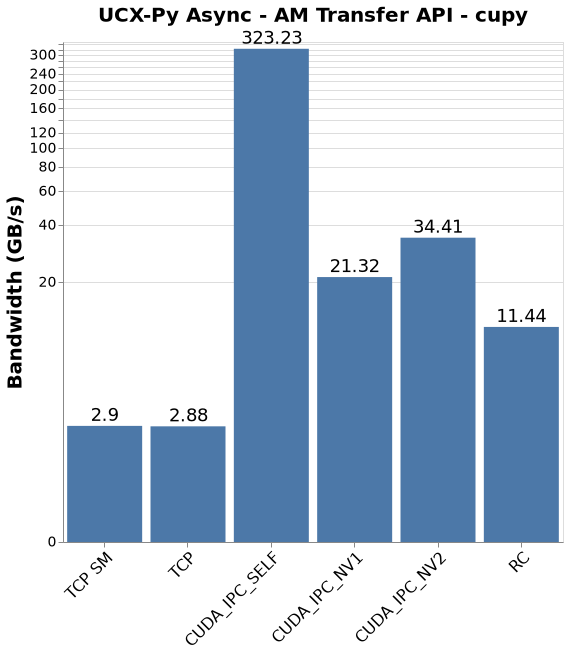 UCX-Py Async - AM Transfer API - cupy
Bandwidth (GB/s)
300
240
200
160
120
100
80
60
40
20
0
2.9
2.88
323.23
21.32
34.41
11.44
TCP SM
TCP
CUDA_IPC_SELF
CUDA_IPC_NV1
CUDA_IPC_NV2
RC